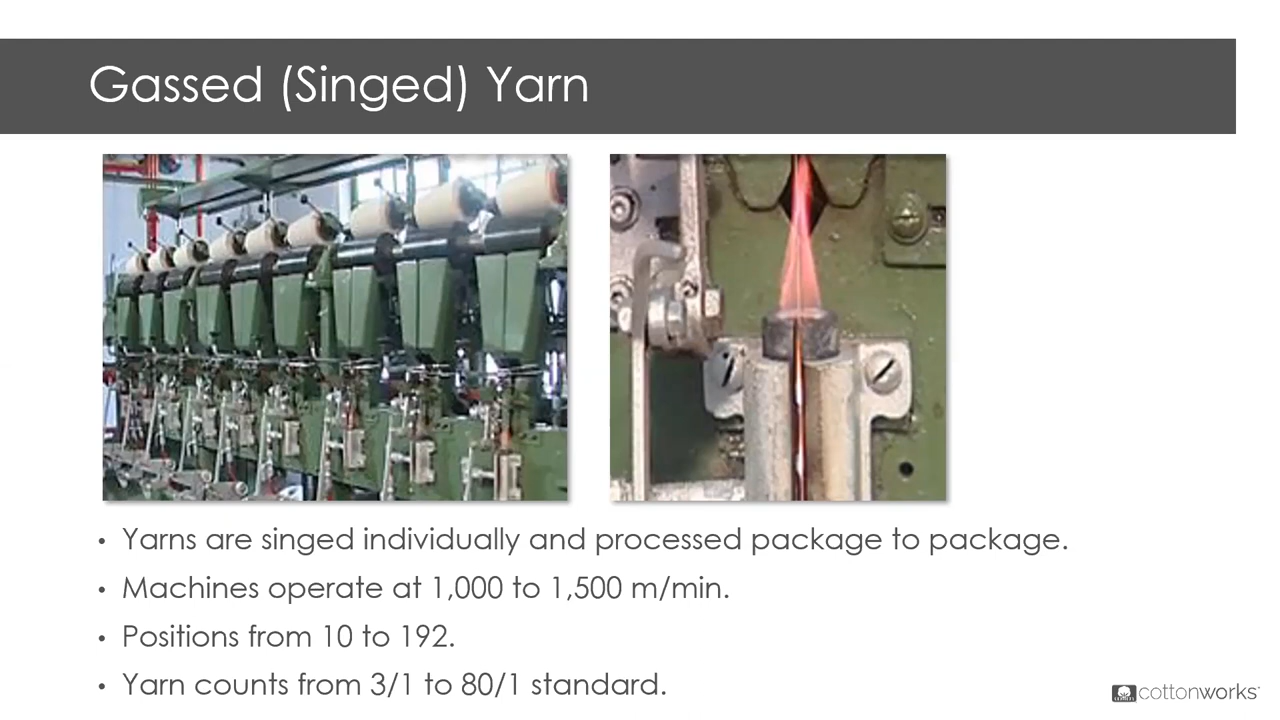 Gassed (Singed) Yarn
• Yarns are singed individually and processed package to package.
• Machines operate at 1,000 to 1,500 m/min.
• Positions from 10 to 192.
• Yarn counts from 3/1 to 80/1 standard.
cottonworks